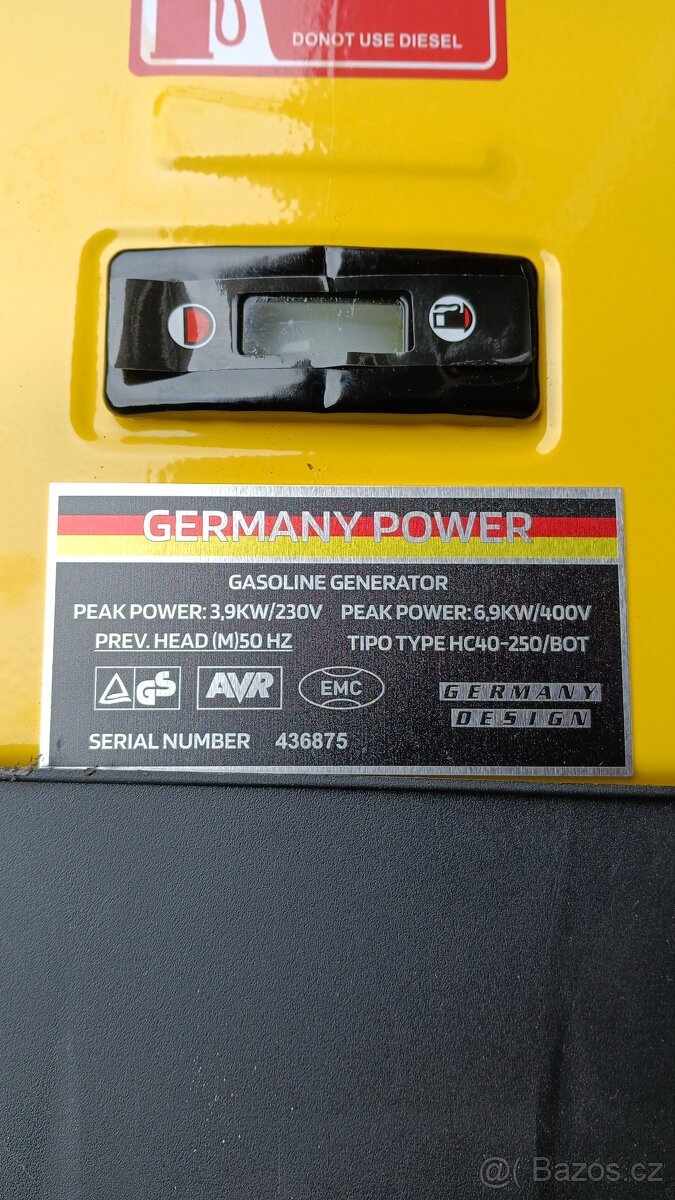 DONOT USE DIESEL
GERMANY POWER
GASOLINE GENERATOR
PEAK POWER: 3,9KW/230V PEAK POWER:6,9KW/400V
PREV. HEAD (M)50 HZ TIPO TYPE HC40-250/BOT
GS AVR EMC GERMANY
DESIGN
SERIAL NUMBER 436875
@( Bazoš.cz